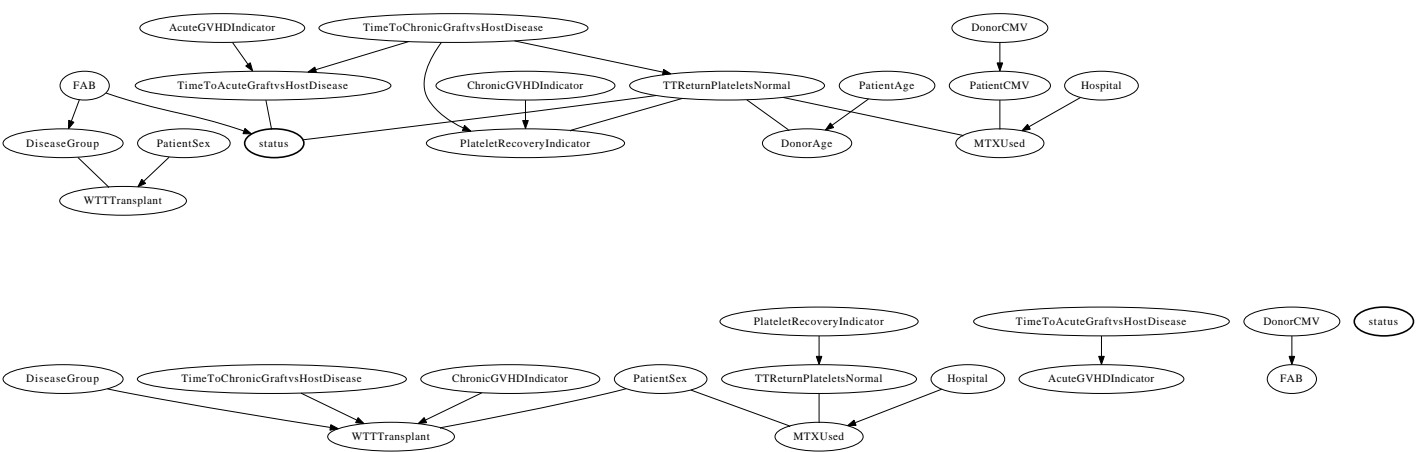 AcuteGVHDIndicator
TimeToChronicGraftvsHostDisease
DonorCMV
FAB
TimeToAcuteGraftvsHostDisease
ChronicGVHDIndicator
TTReturnPlateletsNormal
PatientAge
PatientCMV
Hospital
DiseaseGroup
PatientSex
status
PlateletRecoveryIndicator
DonorAge
MTXUsed
WTTTransplant
PlateletRecoveryIndicator
TimeToAcuteGraftvsHostDisease
DonorCMV
status
DiseaseGroup
TimeToChronicGraftvsHostDisease
ChronicGVHDIndicator
PatientSex
TTReturnPlateletsNormal
Hospital
AcuteGVHDIndicator
FAB
WTTTransplant
MTXUsed